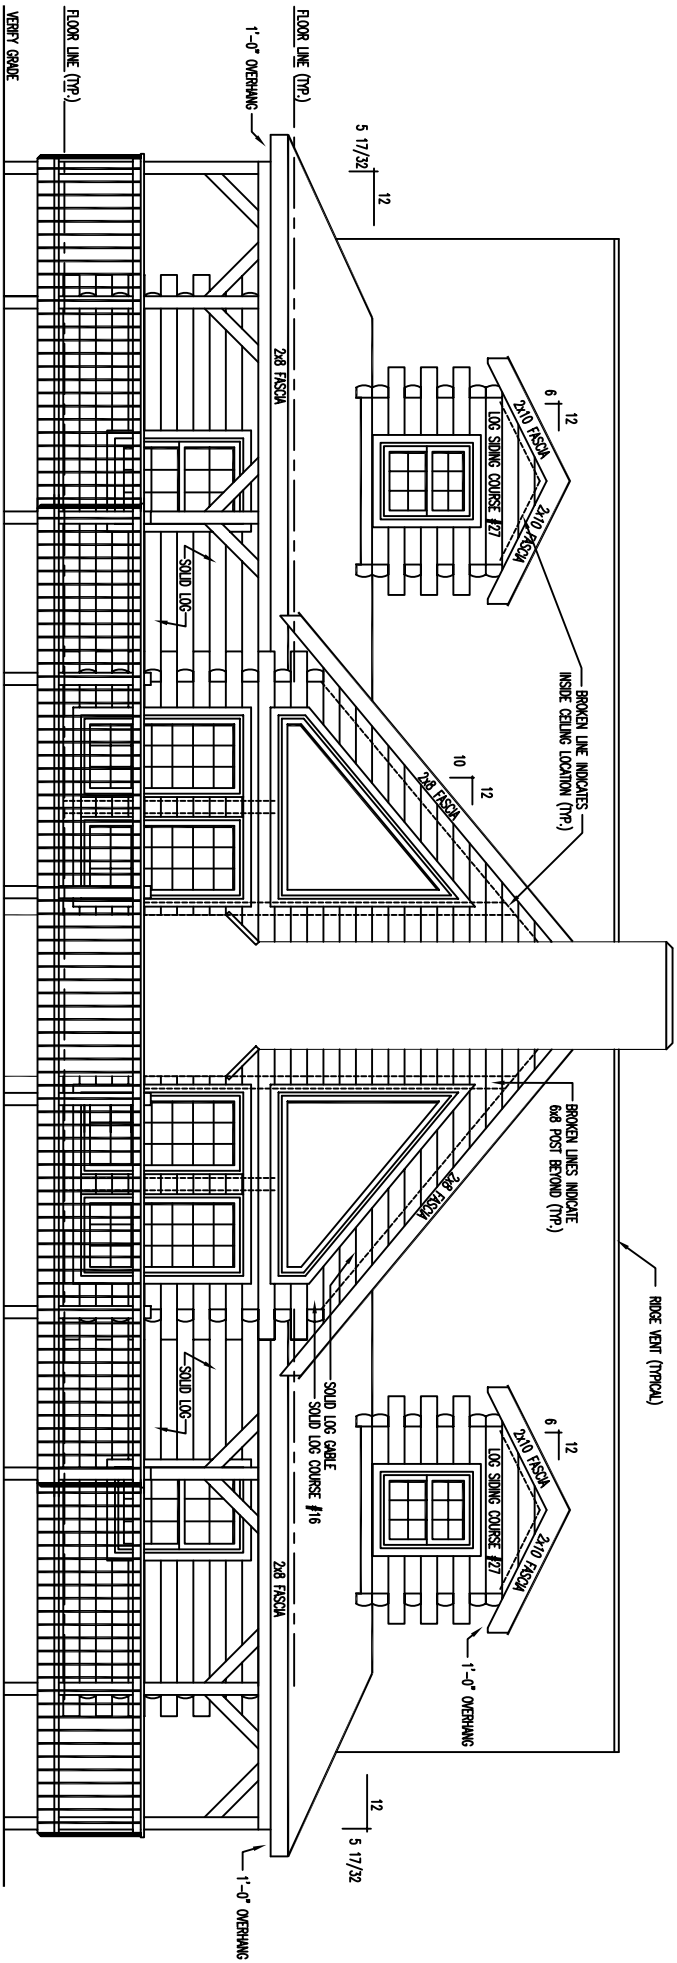 RIDGE VENT (TYPICAL)
BROKEN LINE INDICATES
INSIDE CEILING LOCATION (TYP.)
BROKEN LINES INDICATE
6x8 POST BEYOND (TYP.)
12
6
2x10 FASCIA
2x10 FASCIA
LOG SIDING COURSE #27
12
10
2x8 FASCIA
2x8 FASCIA
12
6
2x10 FASCIA
2x10 FASCIA
LOG SIDING COURSE #27
1'-0" OVERHANG
12
5 17/32
12
5 17/32
FLOOR LINE (TYP.)
1'-0" OVERHANG
2x8 FASCIA
SOLID LOG GABLE
SOLID LOG COURSE #16
2x8 FASCIA
1'-0" OVERHANG
SOLID LOG
SOLID LOG
FLOOR LINE (TYP.)
VERIFY GRADE